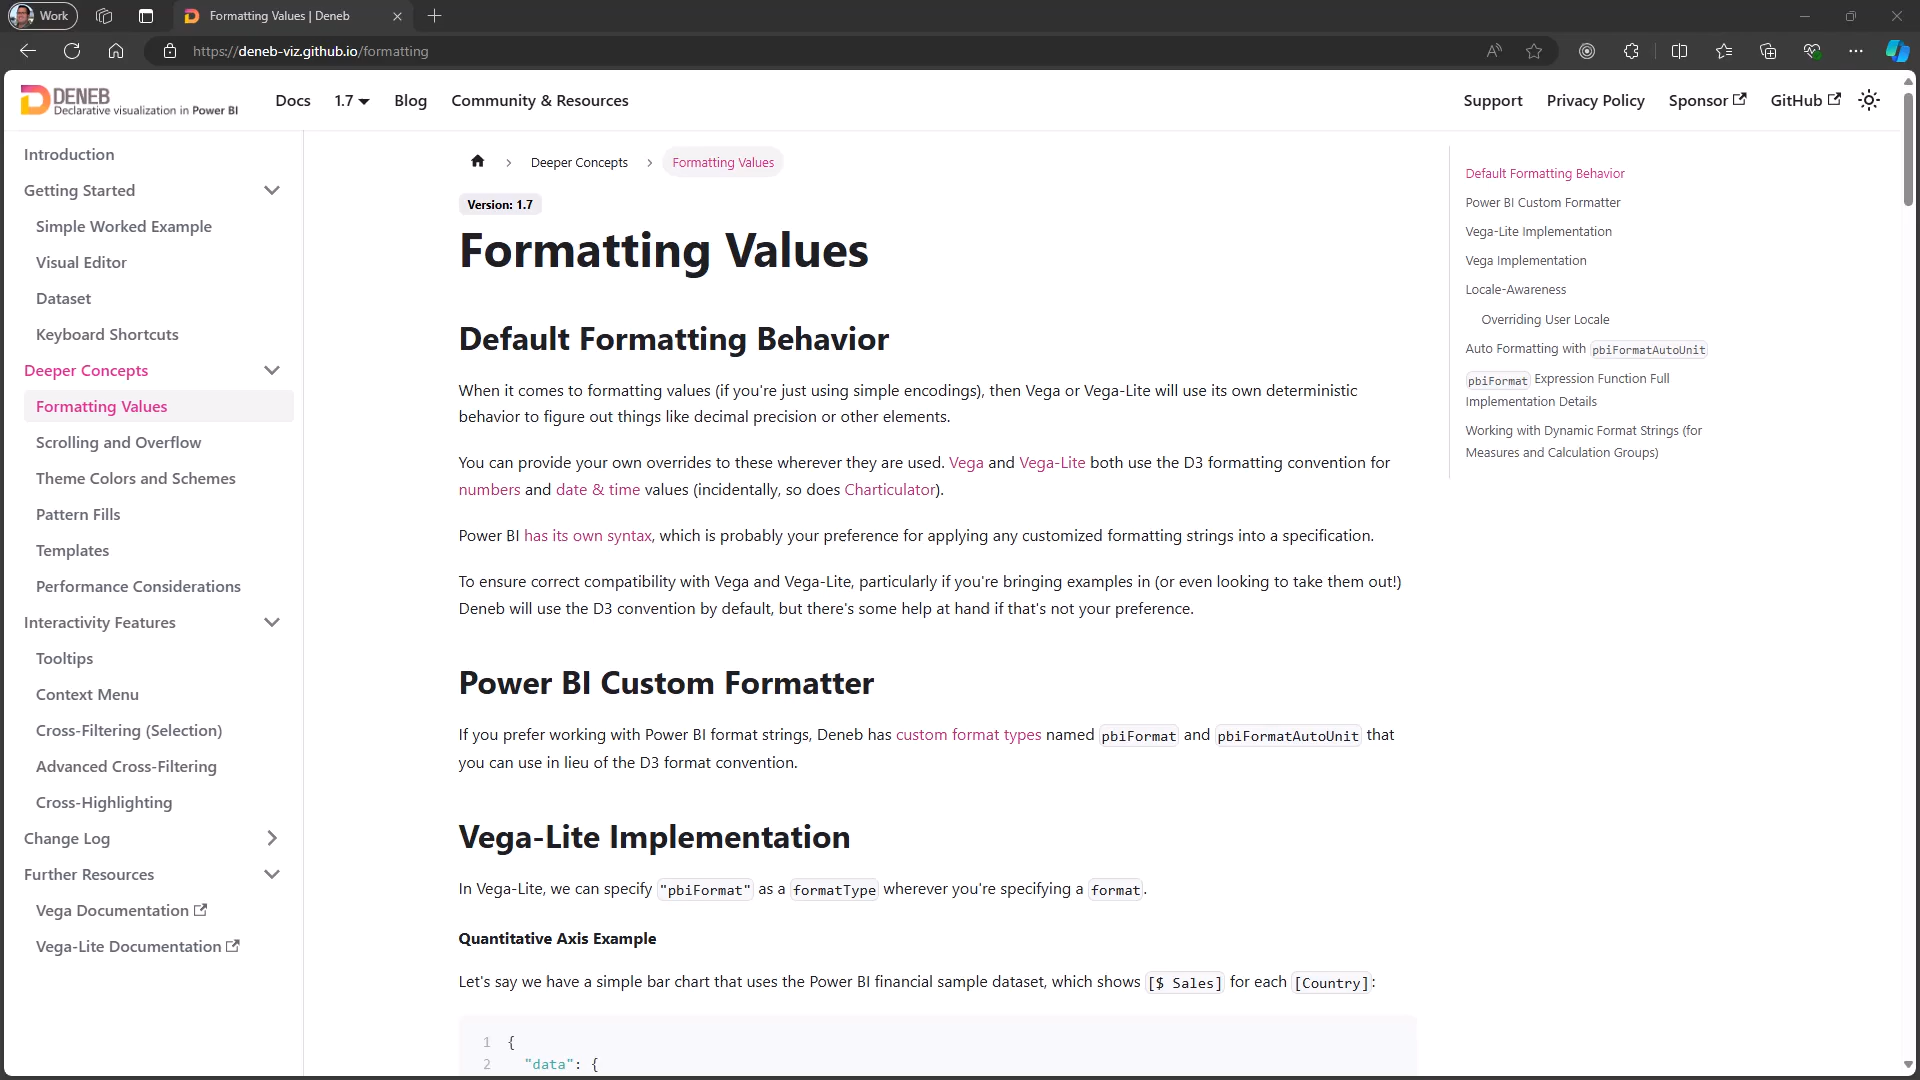 Work
Formatting Values | Deneb
https://deneb-viz.github.io/formatting
DENEB
Declarative visualization in Power BI
Docs
1.7
Blog
Community & Resources
Support
Privacy Policy
Sponsor
GitHub
Introduction
Getting Started
Simple Worked Example
Visual Editor
Dataset
Keyboard Shortcuts
Deeper Concepts
Formatting Values
Scrolling and Overflow
Theme Colors and Schemes
Pattern Fills
Templates
Performance Considerations
Interactivity Features
Tooltips
Context Menu
Cross-Filtering (Selection)
Advanced Cross-Filtering
Cross-Highlighting
Change Log
Further Resources
Vega Documentation
Vega-Lite Documentation
Deeper Concepts
Formatting Values
Version: 1.7
Formatting Values
Default Formatting Behavior
When it comes to formatting values (if you're just using simple encodings), then Vega or Vega-Lite will use its own deterministic
behavior to figure out things like decimal precision or other elements.
You can provide your own overrides to these wherever they are used. Vega and Vega-Lite both use the D3 formatting convention for
numbers and date & time values (incidentally, so does Charticulator).
Power BI has its own syntax, which is probably your preference for applying any customized formatting strings into a specification.
To ensure correct compatibility with Vega and Vega-Lite, particularly if you're bringing examples in (or even looking to take them out!)
Deneb will use the D3 convention by default, but there's some help at hand if that's not your preference.
Power BI Custom Formatter
If you prefer working with Power BI format strings, Deneb has custom format types named pbiFormat and pbiFormatAutoUnit that
you can use in lieu of the D3 format convention.
Vega-Lite Implementation
In Vega-Lite, we can specify "pbiFormat" as a formatType wherever you're specifying a format.
Quantitative Axis Example
Let's say we have a simple bar chart that uses the Power BI financial sample dataset, which shows [$ Sales] for each [Country]:
1 {
2 "data": {
Default Formatting Behavior
Power BI Custom Formatter
Vega-Lite Implementation
Vega Implementation
Locale-Awareness
Overriding User Locale
Auto Formatting with pbiFormatAutoUnit
pbiFormat Expression Function Full
Implementation Details
Working with Dynamic Format Strings (for
Measures and Calculation Groups)